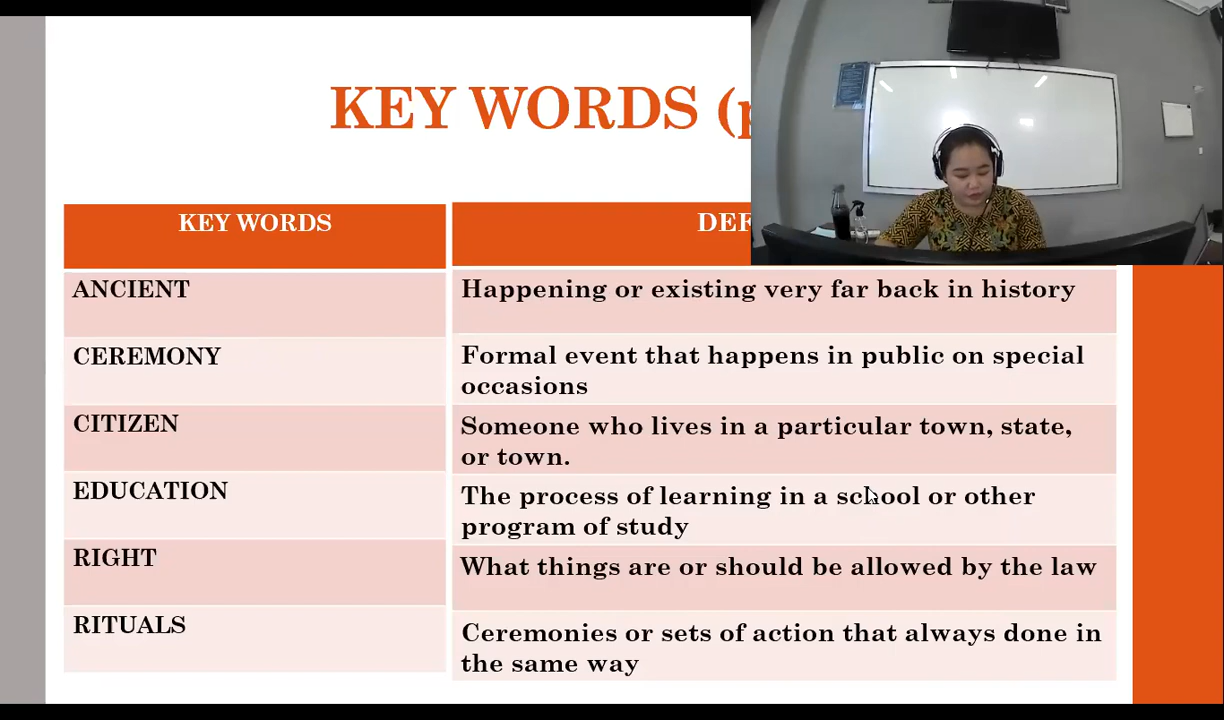 KEY WORDS
KEY WORDS
ANCIENT
Happening or existing very far back in history
CEREMONY
Formal event that happens in public on special
occasions
CITIZEN
Someone who lives in a particular town, state,
or town.
EDUCATION
The process of learning in a school or other
program of study
RIGHT
What things are or should be allowed by the law
RITUALS
Ceremonies or sets of action that always done in
the same way